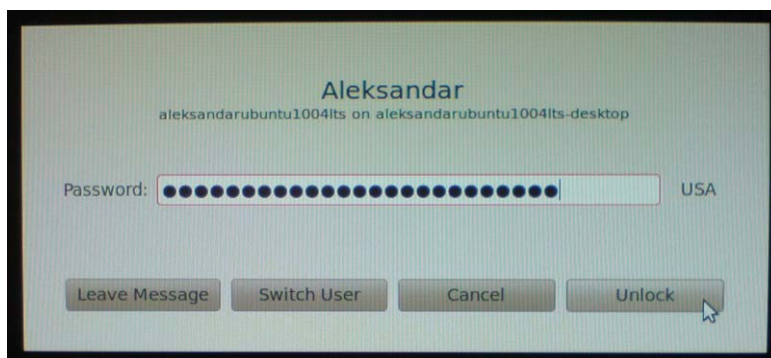 Aleksandar
aleksandarubuntu1004lts on aleksandarubuntu1004lts-desktop
Password: ●●●●●●●●●●●●●●●●●●●●●●●●● USA
Leave Message Switch User Cancel Unlock